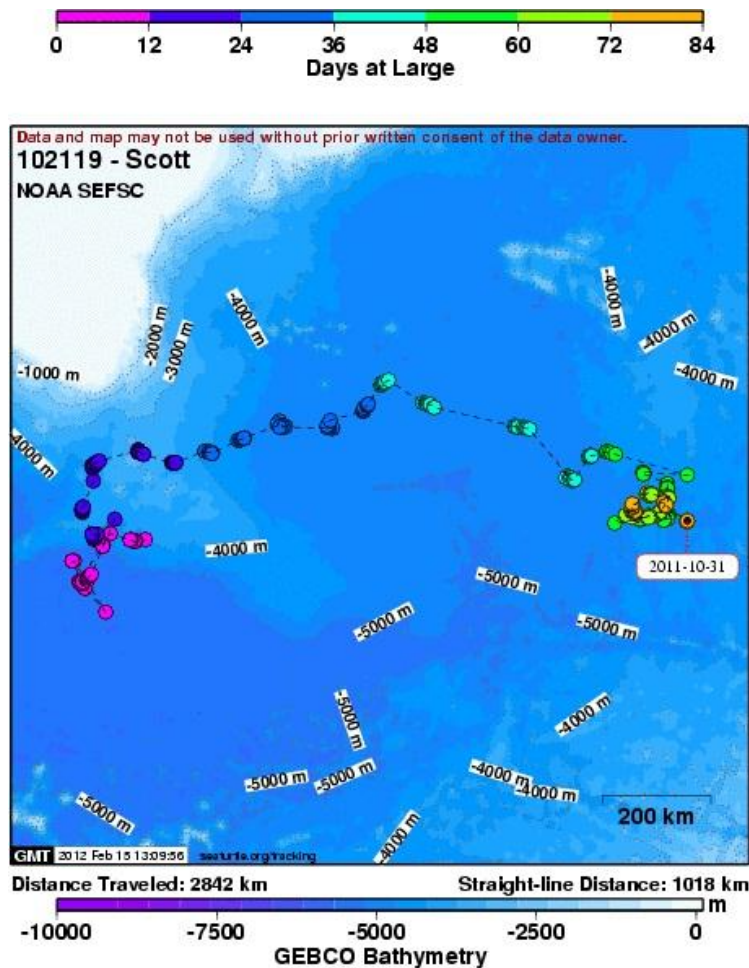 0 12 24 36 48 60 72 84
Days at Large
Data and map may not be used without prior written consent of the data owner.
102119 - Scott
NOAA SEFSC
-4000 m
-4000 m
-2000 m
-3000 m
-4000 m
-1000 m
-4000 m
-4000 m
-4000 m
2011-10-31
-5000 m
-5000 m
-5000 m
-5000 m
-4000 m
-5000 m
-5000 m
-4000 m
-4000 m
-5000 m
-4000 m
200 km
GMT 2012 Feb 15 13:09:56 seaturtle.org/tracking
Distance Traveled: 2842 km Straight-line Distance: 1018 km
m
-10000 -7500 -5000 -2500 0
GEBCO Bathymetry